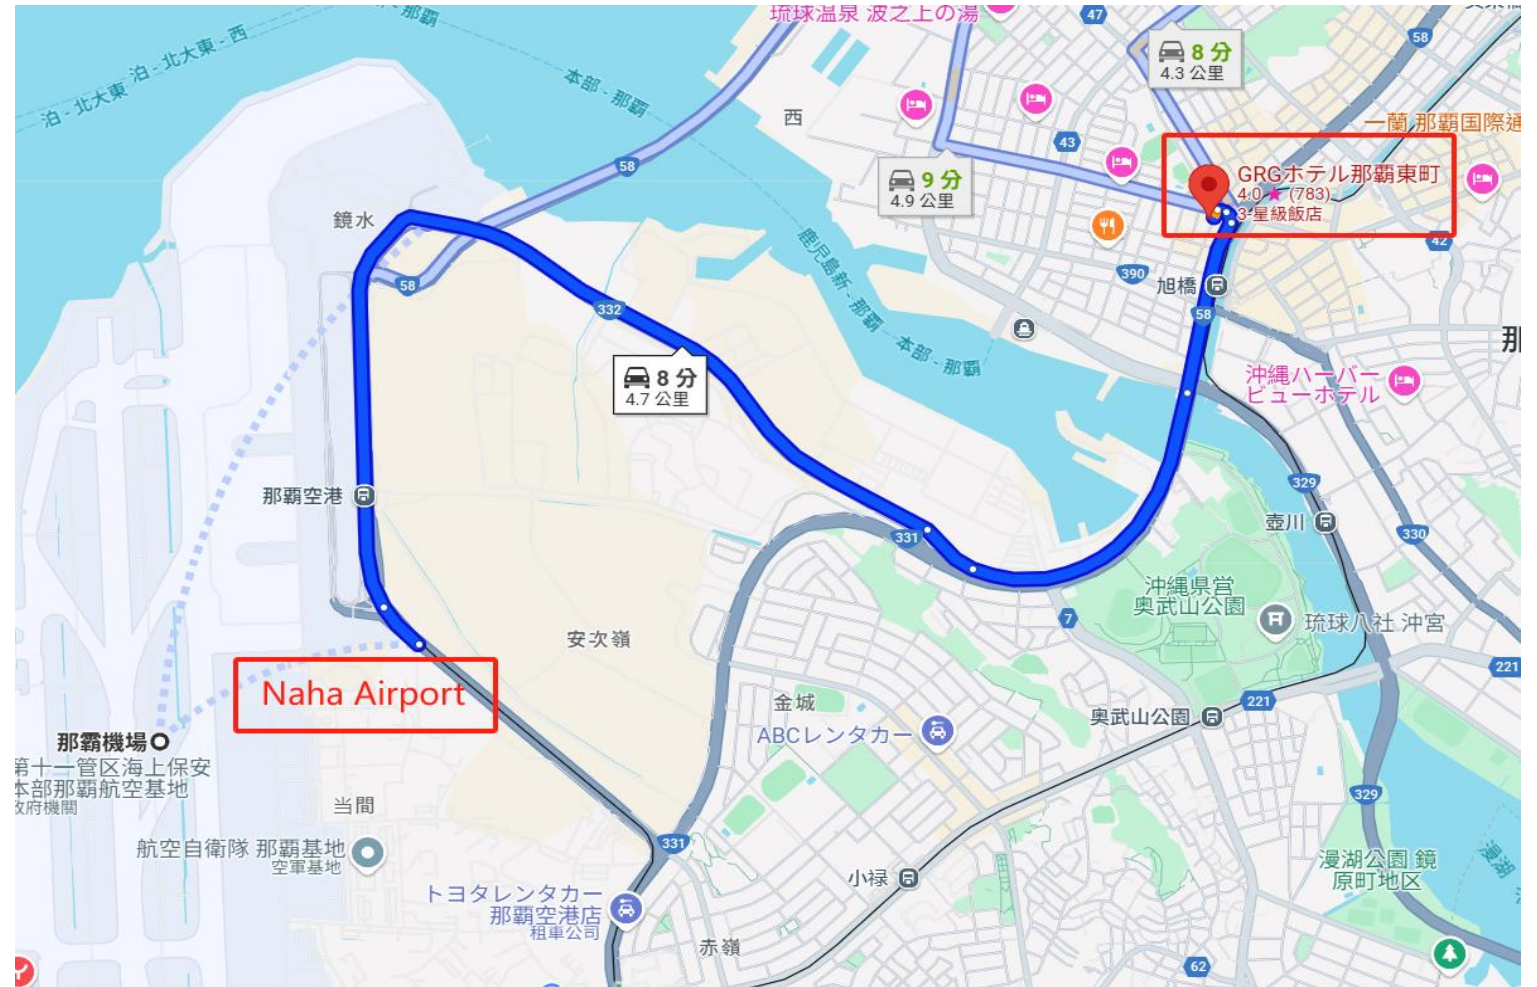 那覇
琉球温泉 波之上の湯
47
58
8 分
4.3 公里
泊-北大東-西
泊-北大東
本部-那覇
西
43
一蘭 那覇国際通
GRGホテル那覇東町
4.0 ★ (783)
3-星級飯店
9 分
4.9 公里
58
鏡水
42
390
旭橋
58
58
332
鹿児島新-那覇
本部-那覇
那
8 分
4.7 公里
沖縄ハーバー
ビューホテル
329
那覇空港
331
壺川
330
沖縄県営
奥武山公園
7
琉球八社 沖宮
安次嶺
221
Naha Airport
金城
221
奥武山公園
ABCレンタカー
那霸機場
第十一管区海上保安
本部那覇航空基地
政府機關
当間
329
331
航空自衛隊 那覇基地
空軍基地
小禄
漫湖公園 鏡
原町地区
漫湖
トヨタレンタカー
那覇空港店
租車公司
赤嶺
62